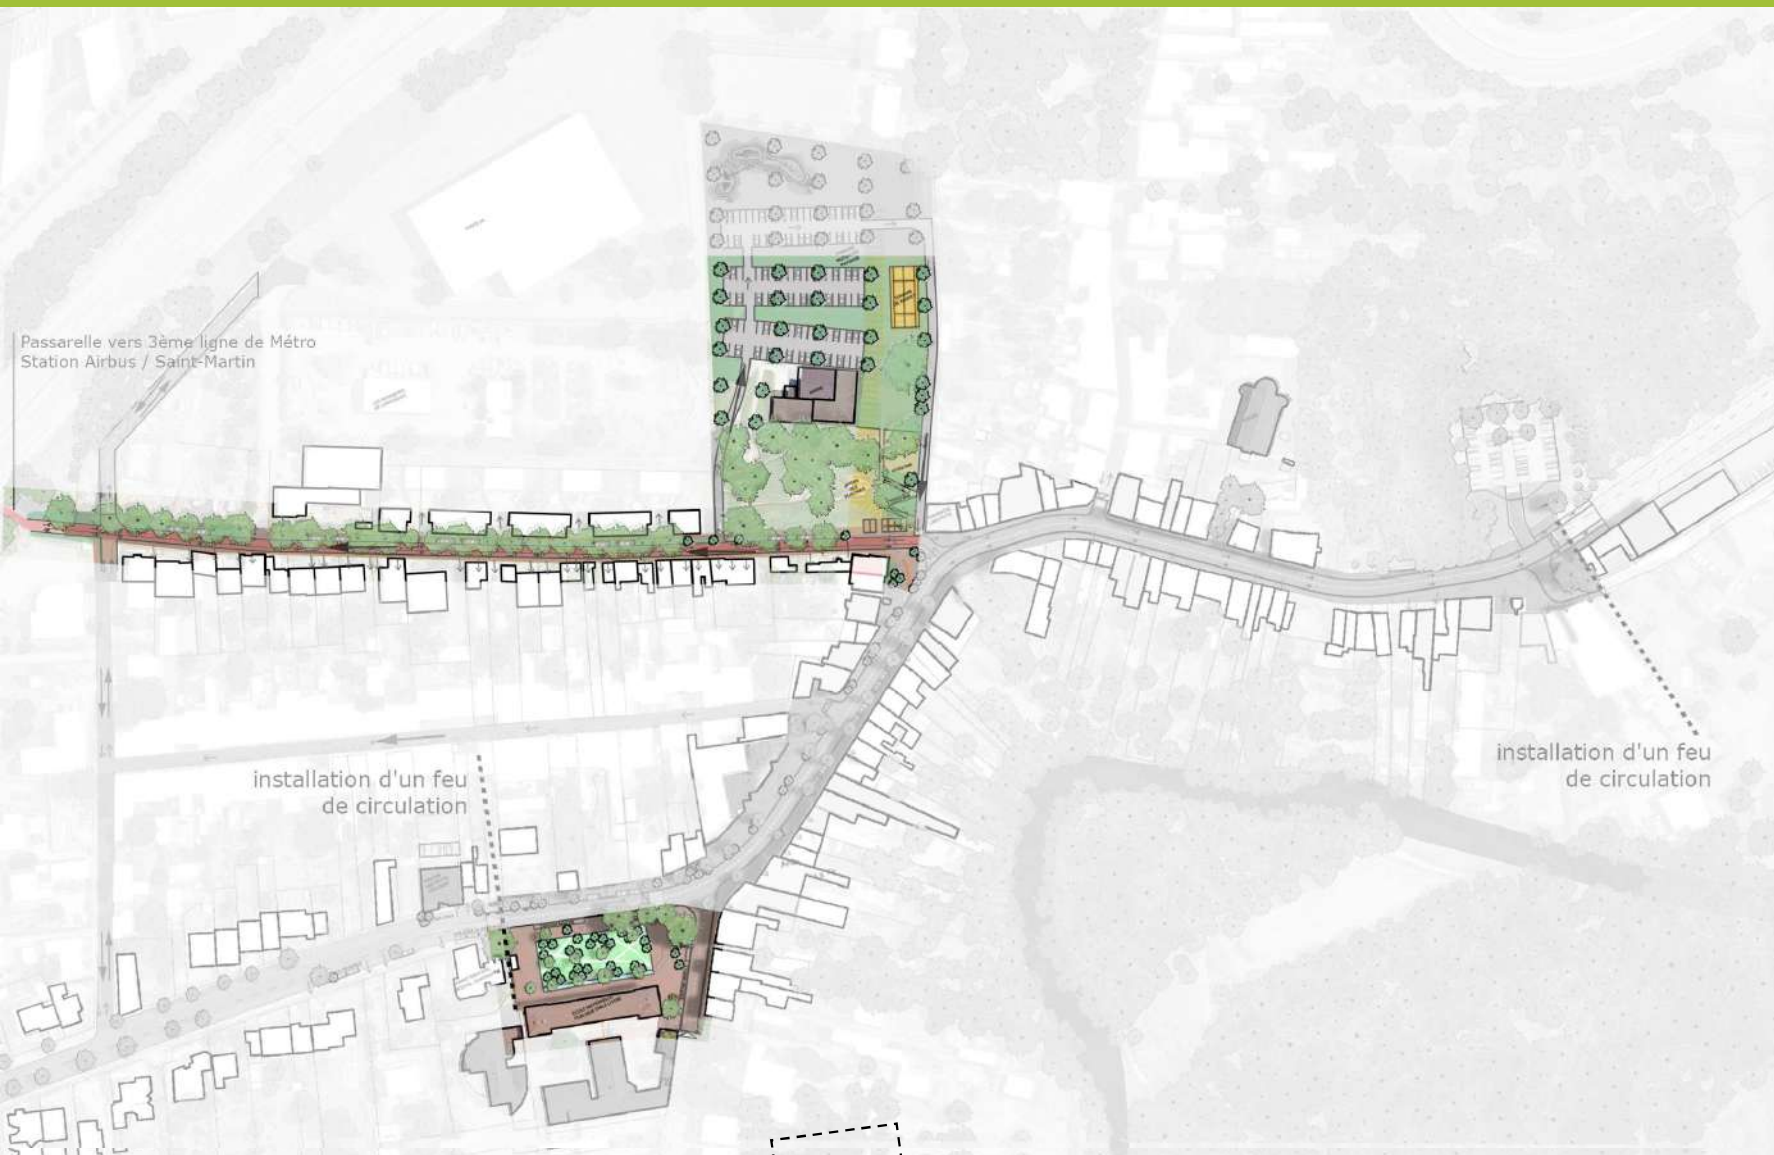 Passarelle vers 3ème ligne de Métro
Station Airbus / Saint-Martin
installation d'un feu
de circulation
installation d'un feu
de circulation